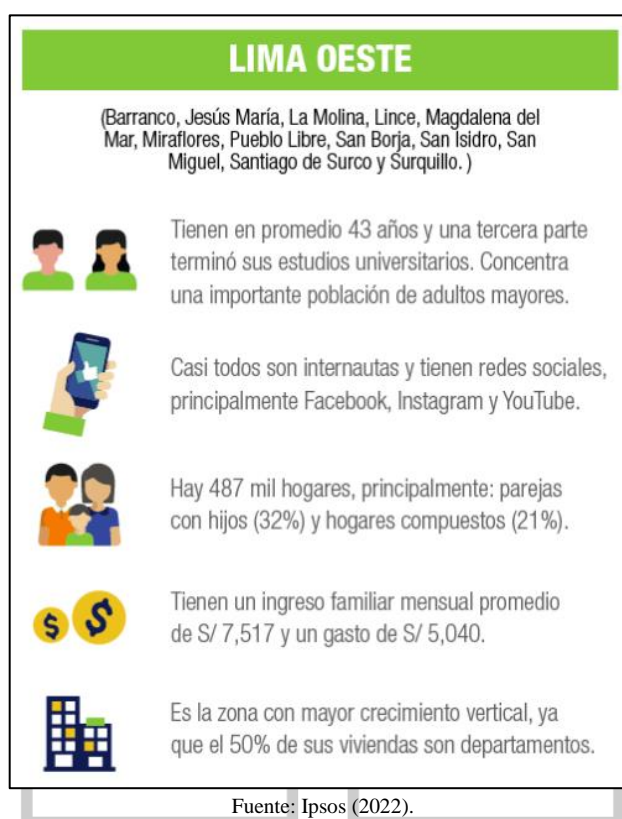 LIMA OESTE
(Barranco, Jesús María, La Molina, Lince, Magdalena del
Mar, Miraflores, Pueblo Libre, San Borja, San Isidro, San
Miguel, Santiago de Surco y Surquillo. )
Tienen en promedio 43 años y una tercera parte
terminó sus estudios universitarios. Concentra
una importante población de adultos mayores.
Casi todos son internautas y tienen redes sociales,
principalmente Facebook, Instagram y YouTube.
Hay 487 mil hogares, principalmente: parejas
con hijos (32%) y hogares compuestos (21%).
$ $
Tienen un ingreso familiar mensual promedio
de S/ 7,517 y un gasto de S/ 5,040.
Es la zona con mayor crecimiento vertical, ya
que el 50% de sus viviendas son departamentos.
Fuente: Ipsos (2022).